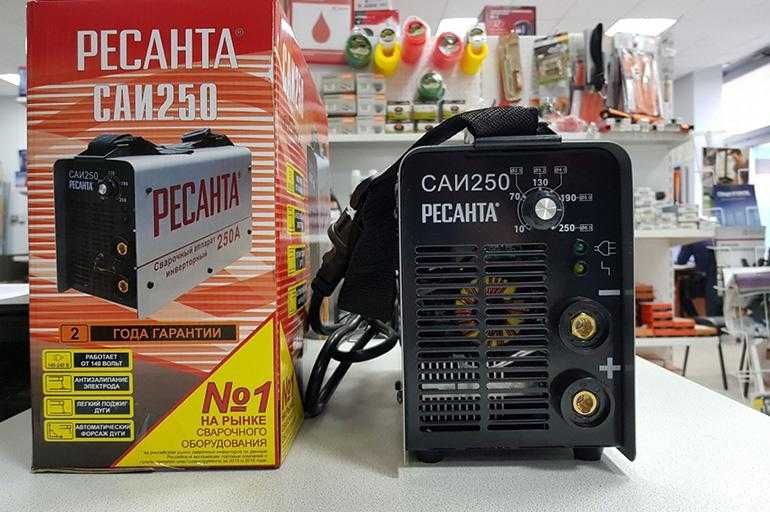 РЕСАНТА®
САИ250
САИ250
РЕСАНТА
РЕСАНТА®
Сварочный аппарат
инверторный 250А
2 ГОДА ГАРАНТИИ
РАБОТАЕТ
ОТ 140 ВОЛЬТ
АНТИЗАЛИПАНИЕ
ЭЛЕКТРОДА
ЛЕГКИЙ ПОДЖИГ
ДУГИ
АВТОМАТИЧЕСКИЙ
ФОРСАЖ ДУГИ
№1
НА РЫНКЕ
СВАРОЧНОГО
ОБОРУДОВАНИЯ
САИ250
РЕСАНТА®
130
70
190
10
250
−
+